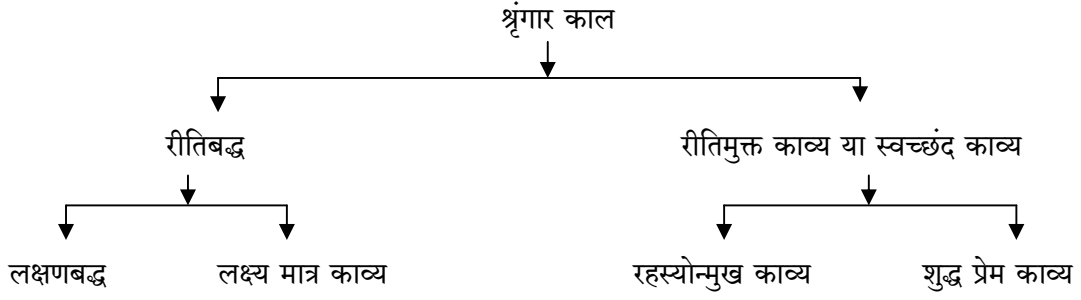 श्रृंगार काल
रीतिबद्ध रीतिमुक्त काव्य या स्वच्छंद काव्य
लक्षणबद्ध लक्ष्य मात्र काव्य रहस्योन्मुख काव्य शुद्ध प्रेम काव्य